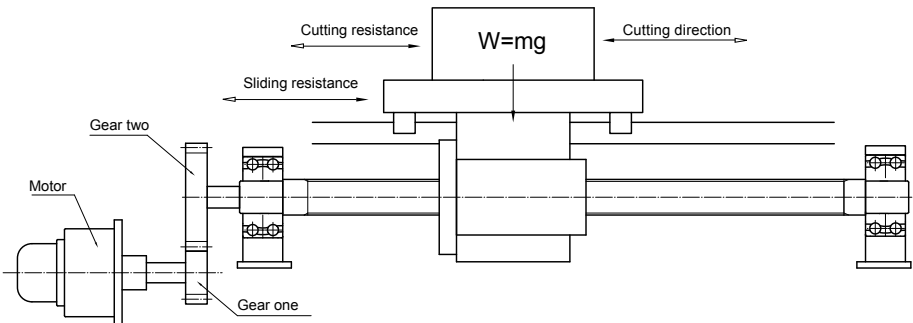 Cutting resistance
W=mg
Cutting direction
Sliding resistance
Gear two
Motor
Gear one